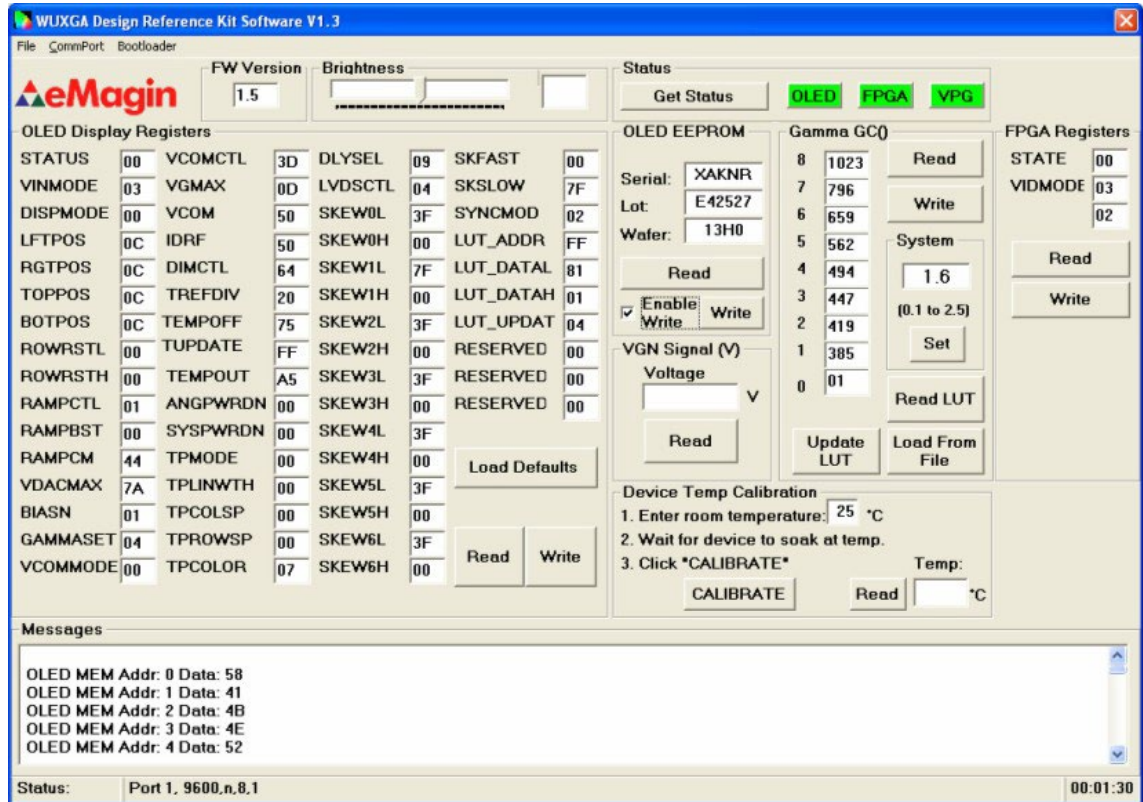 WUXGA Design Reference Kit Software V1.3
File CommPort Bootloader
eMagin
FW Version
1.5
Brightness
Status
Get Status OLED FPGA VPG
OLED Display Registers
STATUS 00 VCOMCTL 3D DLYSEL 09 SKFAST 00
VINMODE 03 VGMAX 0D LVDSCTL 04 SKSLOW 7F
DISPMODE 00 VCOM 50 SKEW0L 3F SYNCMOD 02
LFTPOS 0C IDRF 50 SKEW0H 00 LUT_ADDR FF
RGTPOS 0C DIMCTL 64 SKEW1L 7F LUT_DATAL 81
TOPPOS 0C TREFDIV 20 SKEW1H 00 LUT_DATAH 01
BOTPOS 0C TEMPOFF 75 SKEW2L 3F LUT_UPDAT 04
ROWRSTL 00 TUPDATE FF SKEW2H 00 RESERVED 00
ROWRSTH 00 TEMPOUT A5 SKEW3L 3F RESERVED 00
RAMPCTL 01 ANGPWRDN 00 SKEW3H 00 RESERVED 00
RAMPBST 00 SYSPWRDN 00 SKEW4L 3F
RAMPCM 44 TPMODE 00 SKEW4H 00
VDACMAX 7A TPLINWTH 00 SKEW5L 3F
BIASN 01 TPCOLSP 00 SKEW5H 00
GAMMASET 04 TPROWSP 00 SKEW6L 3F
VCOMMODE 00 TPCOLOR 07 SKEW6H 00
Load Defaults
Read Write
OLED EEPROM
Serial: XAKNR
Lot: E42527
Wafer: 13H0
Read
Enable Write Write
VGN Signal (V)
Voltage
V
Read
Gamma GC()
8 1023
7 796
6 659
5 562
4 494
3 447
2 419
1 385
0 01
Read
Write
System
1.6
(0.1 to 2.5)
Set
Read LUT
Update LUT
Load From File
FPGA Registers
STATE 00
VIDMODE 03
02
Read
Write
Device Temp Calibration
1. Enter room temperature: 25 °C
2. Wait for device to soak at temp.
3. Click "CALIBRATE" Temp:
CALIBRATE Read °C
Messages
OLED MEM Addr: 0 Data: 58
OLED MEM Addr: 1 Data: 41
OLED MEM Addr: 2 Data: 4B
OLED MEM Addr: 3 Data: 4E
OLED MEM Addr: 4 Data: 52
Status: Port 1, 9600,n,8,1 00:01:30